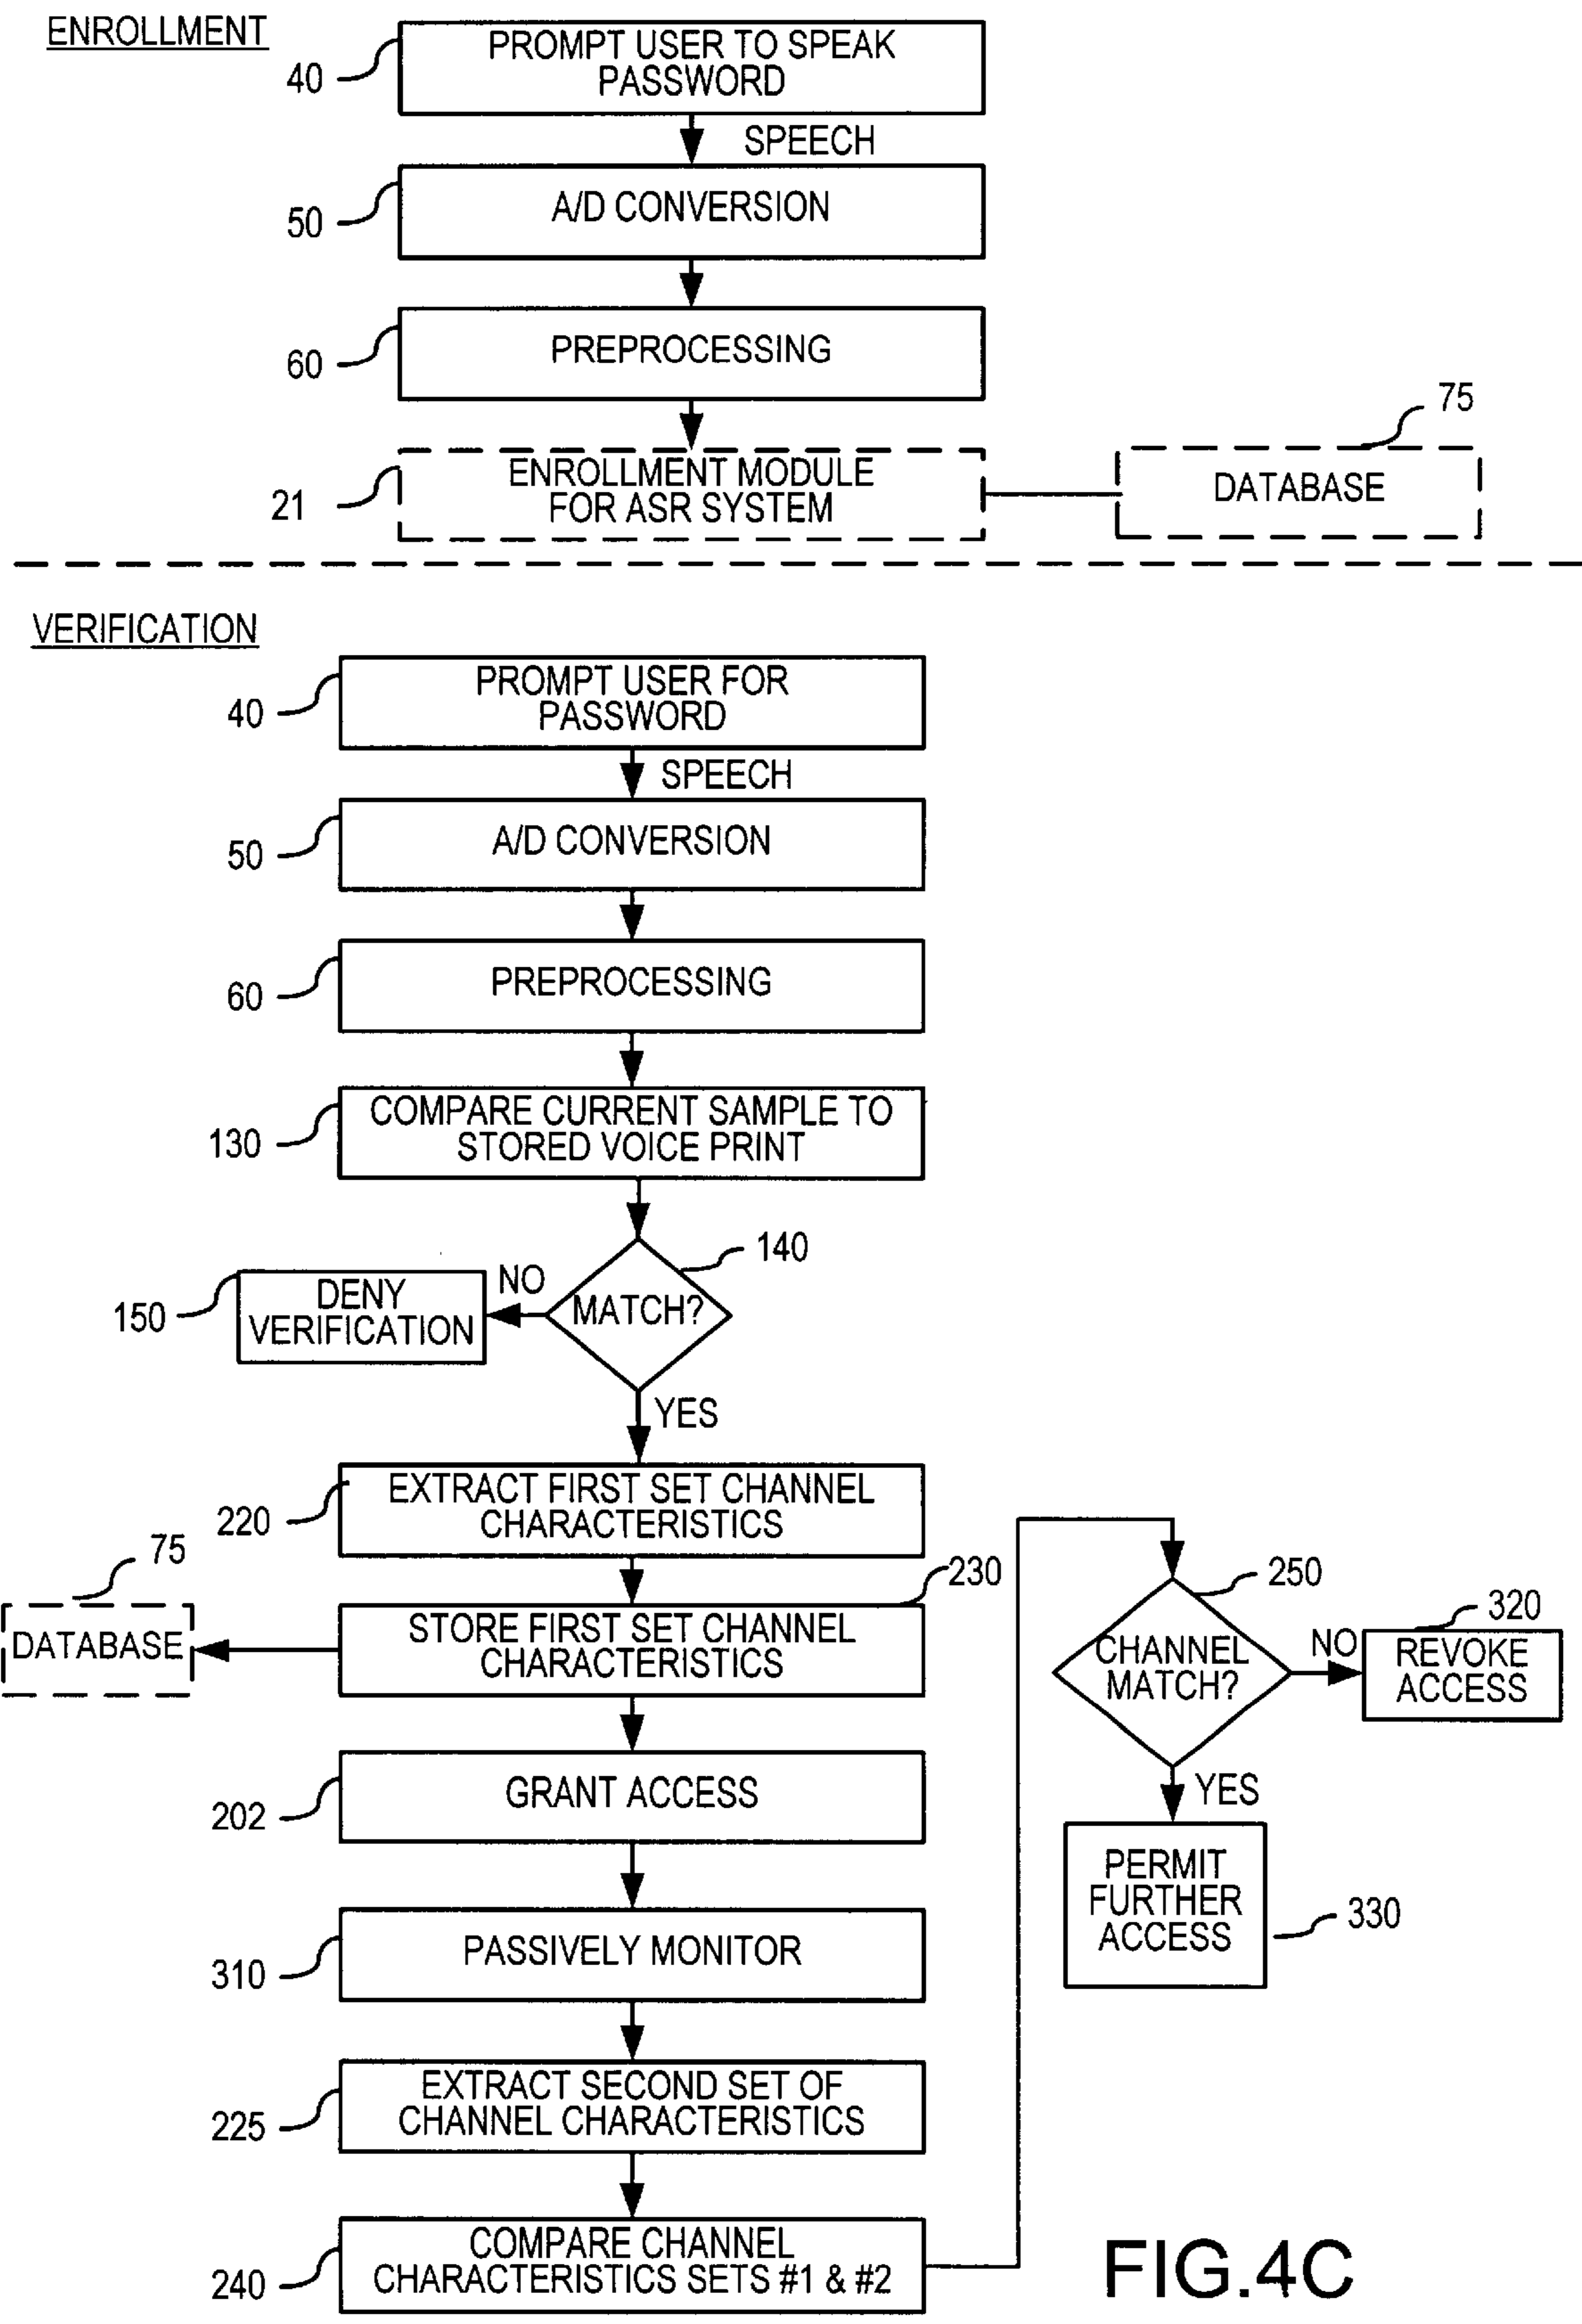 ENROLLMENT
PROMPT USER TO SPEAK
PASSWORD
40
SPEECH
A/D CONVERSION
50
PREPROCESSING
60
75
ENROLLMENT MODULE
FOR ASR SYSTEM
21
DATABASE
VERIFICATION
PROMPT USER FOR
PASSWORD
40
SPEECH
A/D CONVERSION
50
PREPROCESSING
60
COMPARE CURRENT SAMPLE TO
STORED VOICE PRINT
130
140
MATCH?
NO
DENY
VERIFICATION
150
YES
EXTRACT FIRST SET CHANNEL
CHARACTERISTICS
220
75
DATABASE
230
STORE FIRST SET CHANNEL
CHARACTERISTICS
GRANT ACCESS
202
PASSIVELY MONITOR
310
EXTRACT SECOND SET OF
CHANNEL CHARACTERISTICS
225
COMPARE CHANNEL
CHARACTERISTICS SETS #1 & #2
240
250
CHANNEL
MATCH?
NO
320
REVOKE
ACCESS
YES
PERMIT
FURTHER
ACCESS
330
FIG.4C